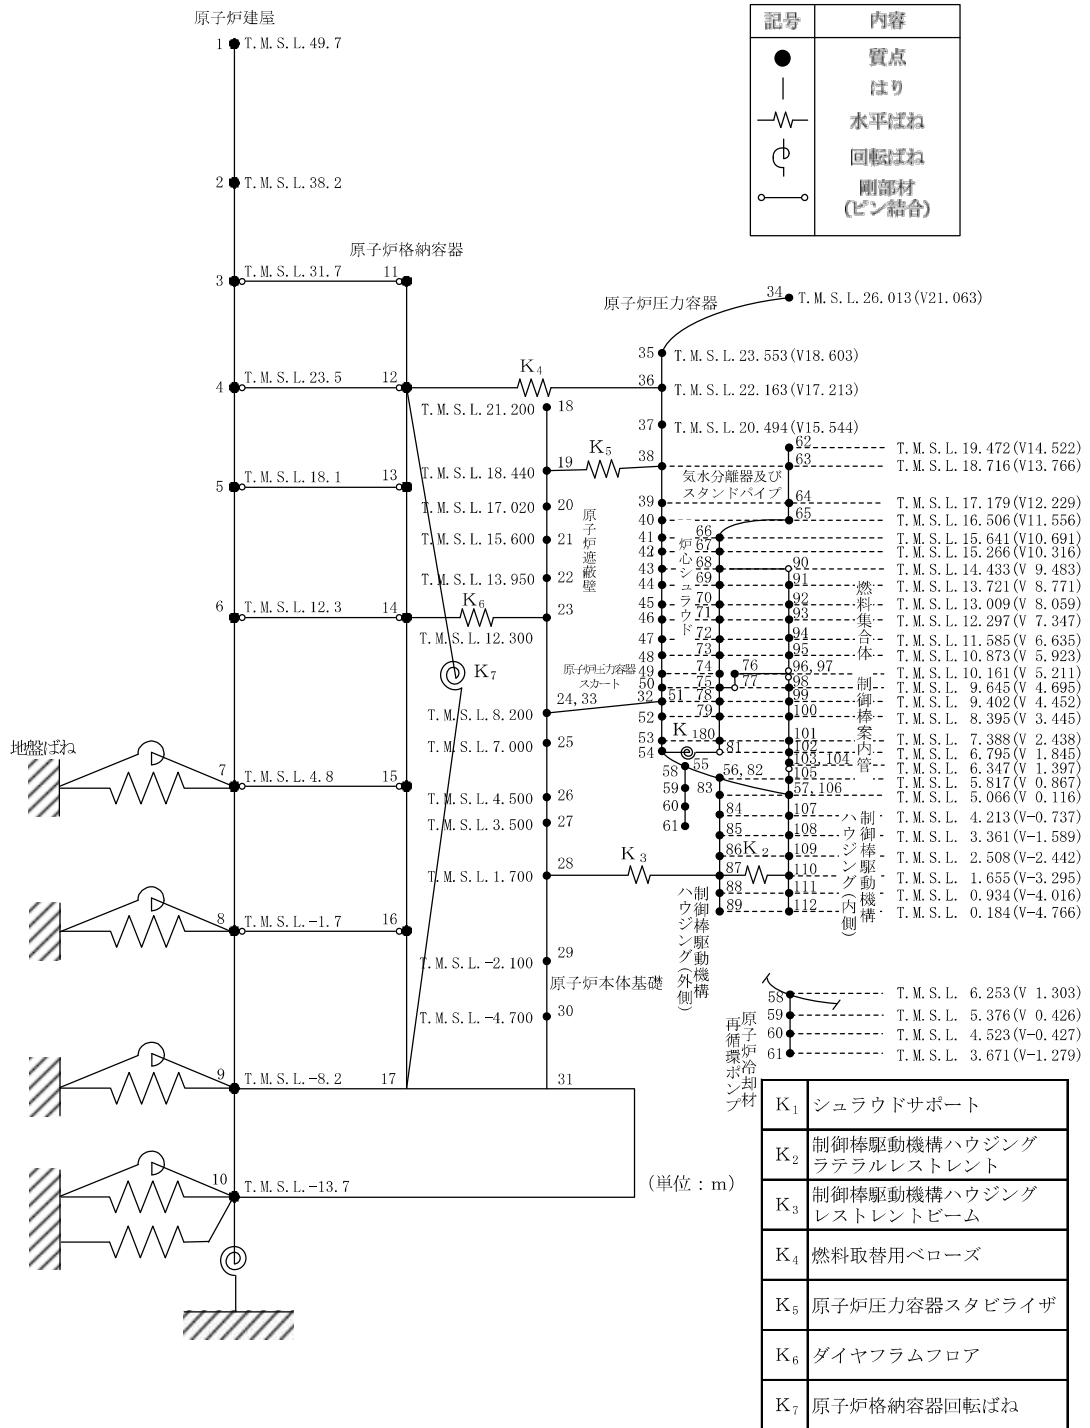 原子炉建屋
1
T.M.S.L.49.7
2
T.M.S.L.38.2
原子炉格納容器
3
T.M.S.L.31.7
11
4
T.M.S.L.23.5
12
5
T.M.S.L.18.1
13
6
T.M.S.L.12.3
14
地盤ばね
7
T.M.S.L.4.8
15
8
T.M.S.L.-1.7
16
9
T.M.S.L.-8.2
17
10
T.M.S.L.-13.7
(単位：m)
記号
内容
質点
はり
水平ばね
回転ばね
剛部材
(ピン結合)
K₄
K₅
K₆
K₇
T.M.S.L.21.200
18
T.M.S.L.18.440
19
T.M.S.L.17.020
20
T.M.S.L.15.600
21
T.M.S.L.13.950
22
T.M.S.L.12.300
23
T.M.S.L.8.200
24,33
T.M.S.L.7.000
25
T.M.S.L.4.500
26
T.M.S.L.3.500
27
T.M.S.L.1.700
28
T.M.S.L.-2.100
29
T.M.S.L.-4.700
30
31
原子炉遮蔽壁
原子炉圧力容器
スカート
原子炉本体基礎
原子炉圧力容器
34
T.M.S.L.26.013(V21.063)
35
T.M.S.L.23.553(V18.603)
36
T.M.S.L.22.163(V17.213)
37
T.M.S.L.20.494(V15.544)
38
39
40
41
42
43
44
45
46
47
48
49
50
32
51
52
53
54
気水分離器及び
スタンドパイプ
炉心シュラウド
62
63
64
65
66
67
68
69
70
71
72
73
74
75
76
77
78
79
K₁
80
81
55
58
59
60
61
56,82
83
84
85
86
87
88
89
K₃
K₂
90
91
92
93
94
95
96,97
98
99
100
101
102
103,104
105
57,106
107
108
109
110
111
112
燃料集合体
制御棒案内管
制御棒駆動機構
ハウジング(内側)
制御棒駆動機構
ハウジング(外側)
T.M.S.L.19.472(V14.522)
T.M.S.L.18.716(V13.766)
T.M.S.L.17.179(V12.229)
T.M.S.L.16.506(V11.556)
T.M.S.L.15.641(V10.691)
T.M.S.L.15.266(V10.316)
T.M.S.L.14.433(V 9.483)
T.M.S.L.13.721(V 8.771)
T.M.S.L.13.009(V 8.059)
T.M.S.L.12.297(V 7.347)
T.M.S.L.11.585(V 6.635)
T.M.S.L.10.873(V 5.923)
T.M.S.L.10.161(V 5.211)
T.M.S.L. 9.645(V 4.695)
T.M.S.L. 9.402(V 4.452)
T.M.S.L. 8.395(V 3.445)
T.M.S.L. 7.388(V 2.438)
T.M.S.L. 6.795(V 1.845)
T.M.S.L. 6.347(V 1.397)
T.M.S.L. 5.817(V 0.867)
T.M.S.L. 5.066(V 0.116)
T.M.S.L. 4.213(V-0.737)
T.M.S.L. 3.361(V-1.589)
T.M.S.L. 2.508(V-2.442)
T.M.S.L. 1.655(V-3.295)
T.M.S.L. 0.934(V-4.016)
T.M.S.L. 0.184(V-4.766)
58
T.M.S.L. 6.253(V 1.303)
59
T.M.S.L. 5.376(V 0.426)
60
T.M.S.L. 4.523(V-0.427)
61
T.M.S.L. 3.671(V-1.279)
原子炉冷却材
再循環ポンプ
K₁
シュラウドサポート
K₂
制御棒駆動機構ハウジング
ラテラルレストレント
K₃
制御棒駆動機構ハウジング
レストレントビーム
K₄
燃料取替用ベローズ
K₅
原子炉圧力容器スタビライザ
K₆
ダイヤフラムフロア
K₇
原子炉格納容器回転ばね